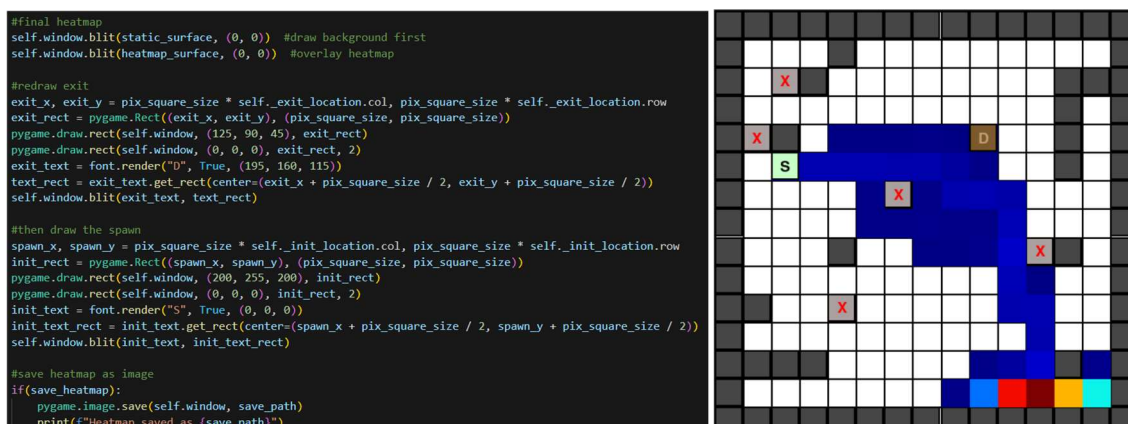 #final heatmap
self.window.blit(static_surface, (0, 0))  #draw background first
self.window.blit(heatmap_surface, (0, 0))  #overlay heatmap
#redraw exit
exit_x, exit_y = pix_square_size * self._exit_location.col, pix_square_size * self._exit_location.row
exit_rect = pygame.Rect((exit_x, exit_y), (pix_square_size, pix_square_size))
pygame.draw.rect(self.window, (125, 90, 45), exit_rect)
pygame.draw.rect(self.window, (0, 0, 0), exit_rect, 2)
exit_text = font.render("D", True, (195, 160, 115))
text_rect = exit_text.get_rect(center=(exit_x + pix_square_size / 2, exit_y + pix_square_size / 2))
self.window.blit(exit_text, text_rect)
#then draw the spawn
spawn_x, spawn_y = pix_square_size * self._init_location.col, pix_square_size * self._init_location.row
init_rect = pygame.Rect((spawn_x, spawn_y), (pix_square_size, pix_square_size))
pygame.draw.rect(self.window, (200, 255, 200), init_rect)
pygame.draw.rect(self.window, (0, 0, 0), init_rect, 2)
init_text = font.render("S", True, (0, 0, 0))
init_text_rect = init_text.get_rect(center=(spawn_x + pix_square_size / 2, spawn_y + pix_square_size / 2))
self.window.blit(init_text, init_text_rect)
#save heatmap as image
if(save_heatmap):
pygame.image.save(self.window, save_path)
print(f"Heatmap saved as {save_path}")
X
X
D
S
X
X
X